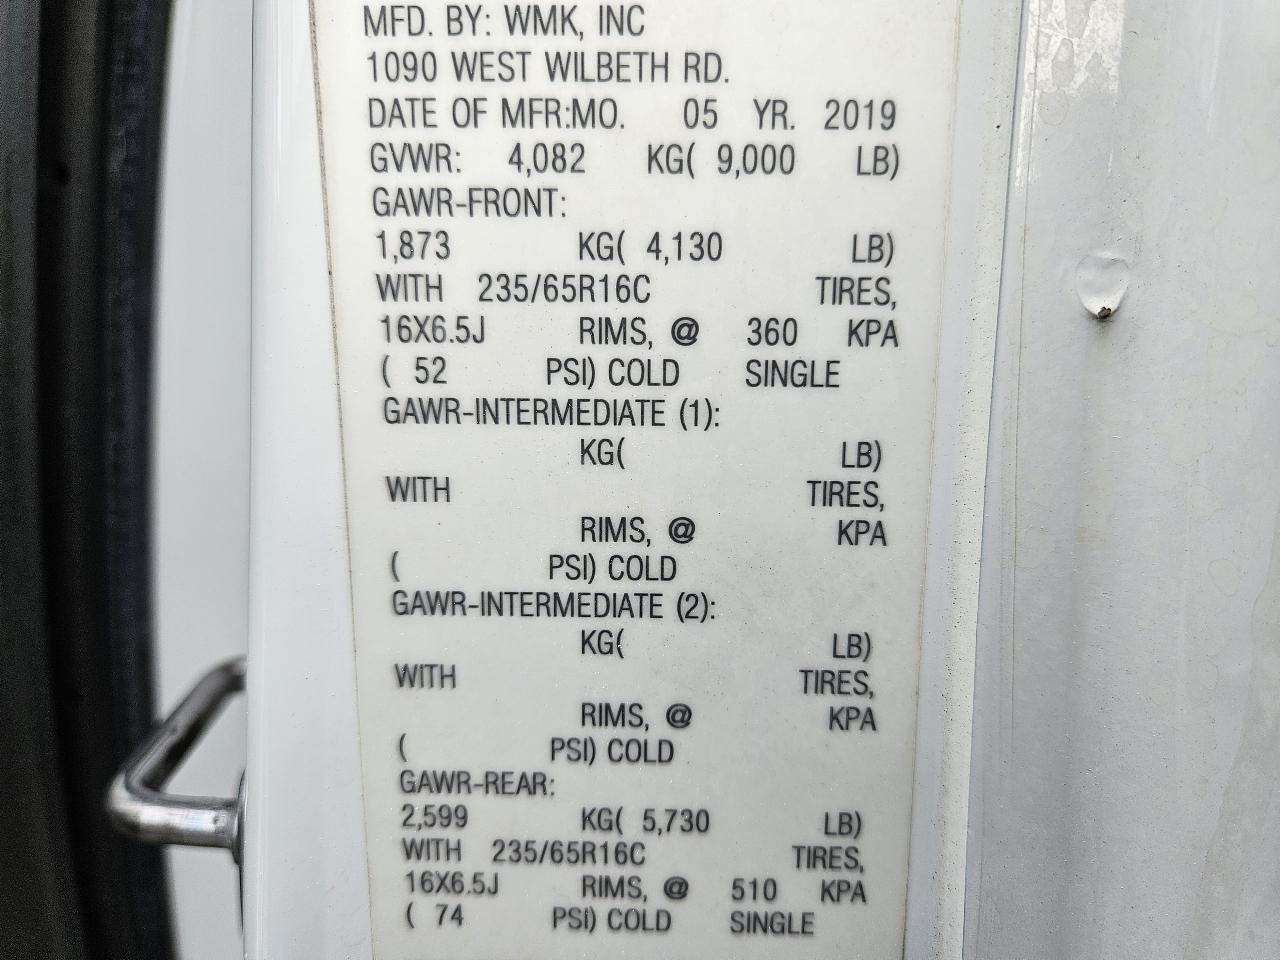 MFD. BY: WMK, INC
1090 WEST WILBETH RD.
DATE OF MFR:MO. 05 YR. 2019
GVWR: 4,082 KG( 9,000 LB)
GAWR-FRONT:
1,873 KG( 4,130 LB)
WITH 235/65R16C TIRES,
16X6.5J RIMS, @ 360 KPA
( 52 PSI) COLD SINGLE
GAWR-INTERMEDIATE (1):
KG( LB)
WITH TIRES,
RIMS, @ KPA
( PSI) COLD
GAWR-INTERMEDIATE (2):
KG( LB)
WITH TIRES,
RIMS, @ KPA
( PSI) COLD
GAWR-REAR:
2,599 KG( 5,730 LB)
WITH 235/65R16C TIRES,
16X6.5J RIMS, @ 510 KPA
( 74 PSI) COLD SINGLE